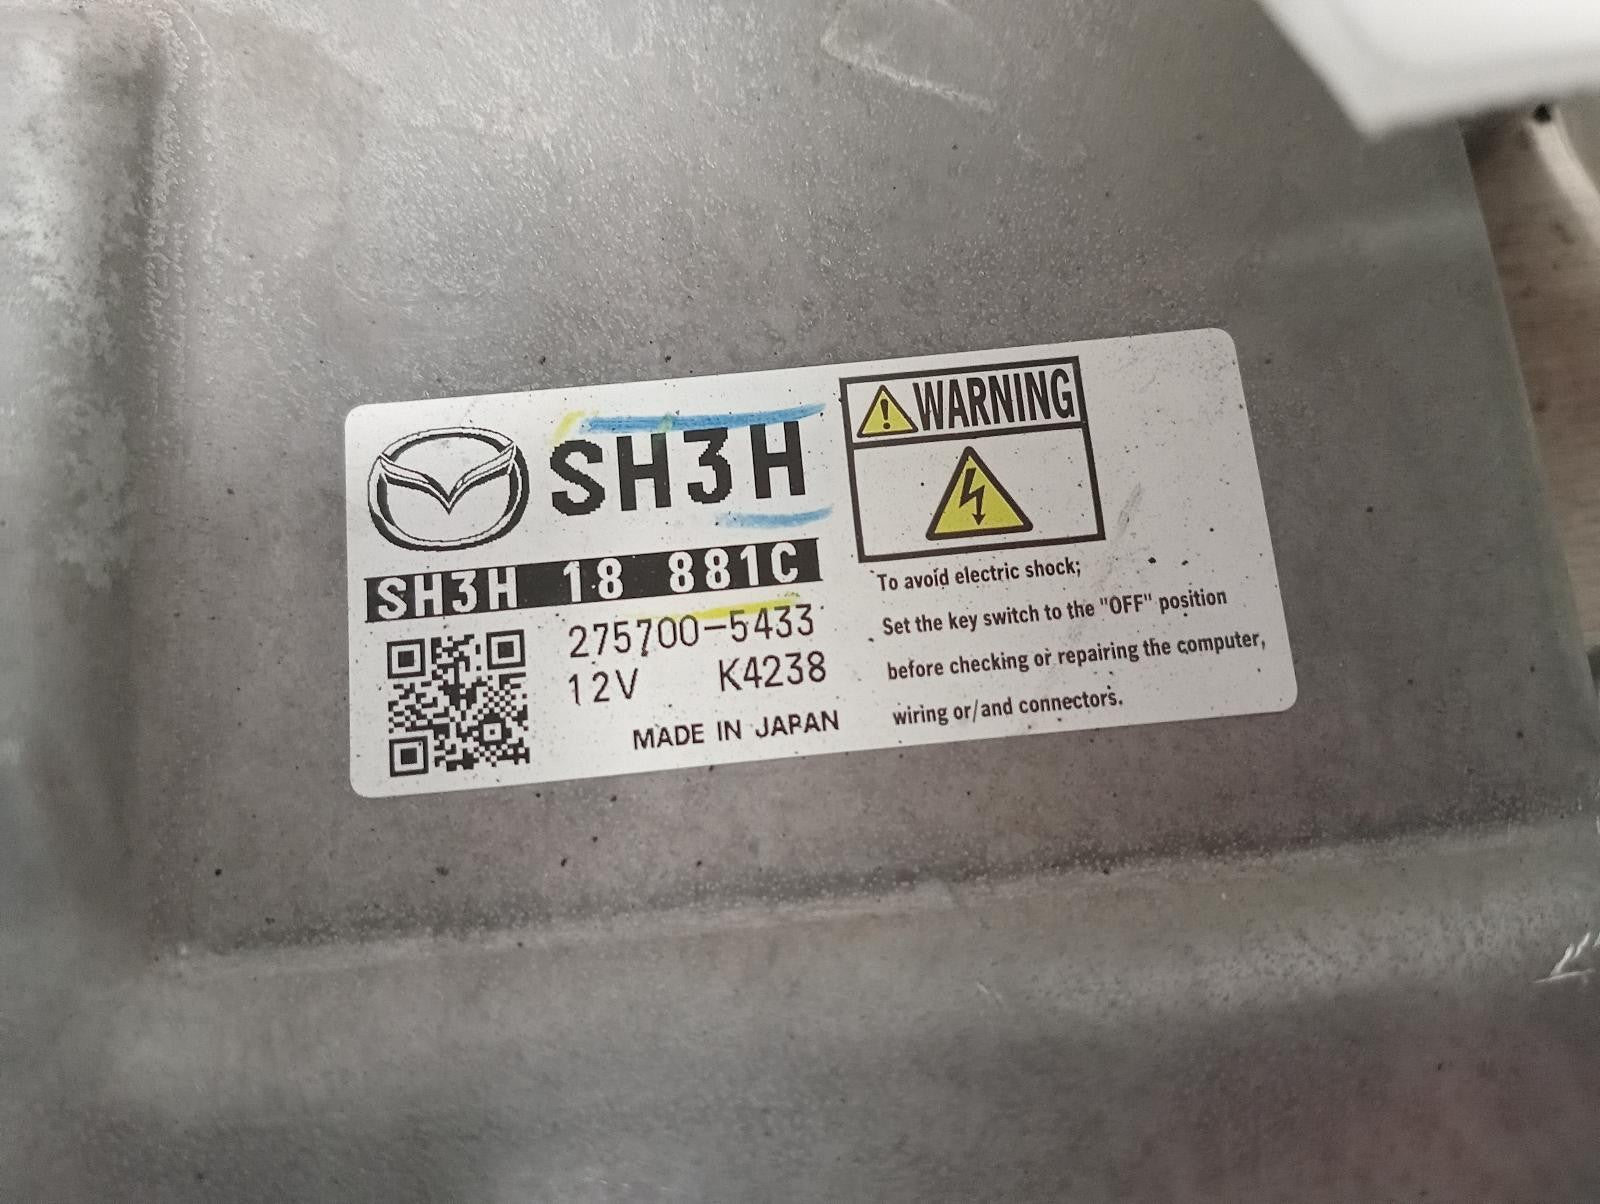 SH3H
SH3H 18 881C
275700-5433
12V K4238
MADE IN JAPAN
WARNING
To avoid electric shock;
Set the key switch to the "OFF" position
before checking or repairing the computer,
wiring or/and connectors.